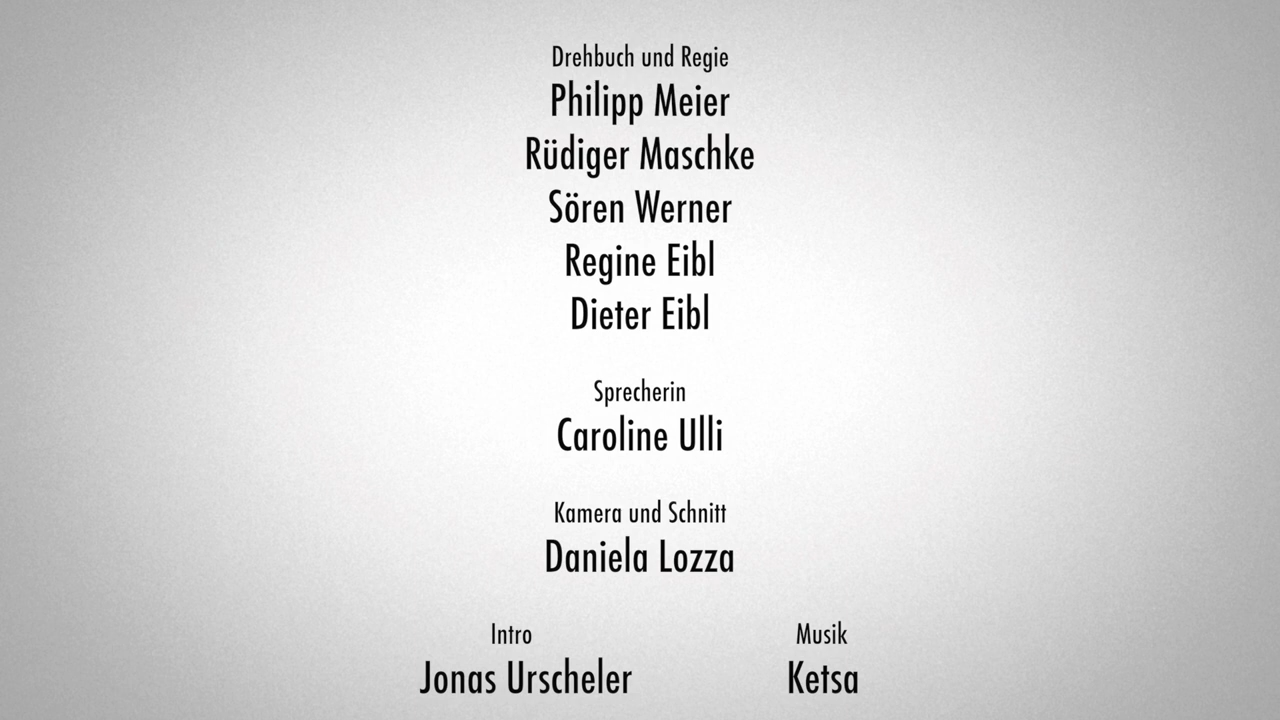 Drehbuch und Regie
Philipp Meier
Rüdiger Maschke
Sören Werner
Regine Eibl
Dieter Eibl
Sprecherin
Caroline Ulli
Kamera und Schnitt
Daniela Lozza
Intro
Jonas Urscheler
Musik
Ketsa